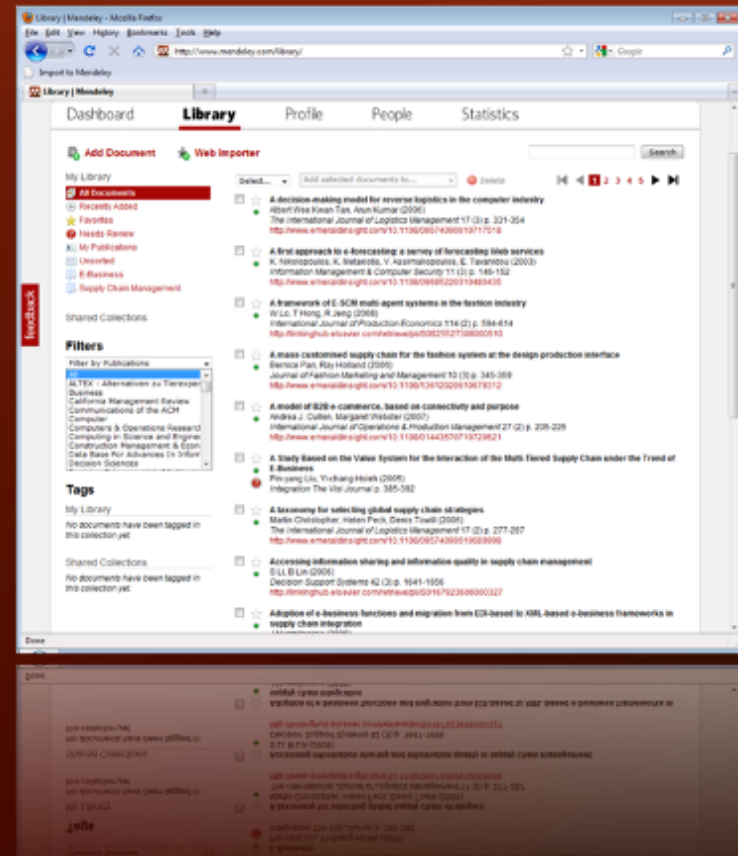 Library | Mendeley - Mozilla Firefox
File Edit View History Bookmarks Tools Help
http://www.mendeley.com/library/
Google
Import to Mendeley
Library | Mendeley
Dashboard Library Profile People Statistics
Add Document Web Importer
Search
My Library
Select... Add selected documents to... Delete
1 2 3 4 5
All Documents
Recently Added
Favorites
Needs Review
My Publications
Unsorted
E-Business
Supply Chain Management
Shared Collections
feedback
Filters
Filter by Publications
All
ALTEX : Alternativen zu Tierexper
Business
California Management Review
Communications of the ACM
Computer
Computers & Operations Research
Computing in Science and Enginee
Construction Management & Econ
Data Base For Advances In Infor
Decision Sciences
Tags
My Library
No documents have been tagged in
this collection yet
Shared Collections
No documents have been tagged in
this collection yet
A decision-making model for reverse logistics in the computer industry
Albert Wee Kwan Tan, Arun Kumar (2006)
The International Journal of Logistics Management 17 (3) p. 331-354
A first approach to e-forecasting: a survey of forecasting Web services
K. Nikolopoulos, K. Metaxiotis, V. Assimakopoulos, E. Tavanidou (2003)
Information Management & Computer Security 11 (3) p. 146-152
A framework of E-SCM multi-agent systems in the fashion industry
W Lo, T Hong, R Jeng (2008)
International Journal of Production Economics 114 (2) p. 594-614
A mass customised supply chain for the fashion system at the design production interface
Bernice Pan, Ray Holland (2006)
Journal of Fashion Marketing and Management 10 (3) p. 345-359
A model of B2B e-commerce, based on connectivity and purpose
Andrea J. Cullen, Margaret Webster (2007)
International Journal of Operations & Production Management 27 (2) p. 205-225
A Study Based on the Value System for the Interaction of the Multi-Tiered Supply Chain under the Trend of
E-Business
Pin-yang Liu, Yi-chang Hsieh (2005)
Integration The Vlsi Journal p. 385-392
A taxonomy for selecting global supply chain strategies
Martin Christopher, Helen Peck, Denis Towill (2006)
The International Journal of Logistics Management 17 (2) p. 277-287
Accessing information sharing and information quality in supply chain management
S Li, B Lin (2006)
Decision Support Systems 42 (3) p. 1641-1656
Adoption of e-business functions and migration from EDI-based to XML-based e-business frameworks in
supply chain integration
Done